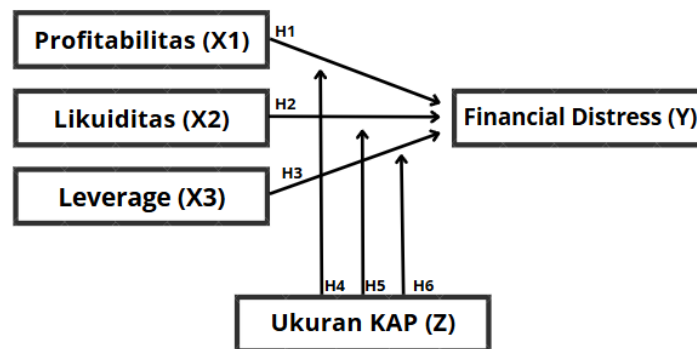 Profitabilitas (X1)
H1
Likuiditas (X2)
H2
Financial Distress (Y)
H3
Leverage (X3)
H4
H5
H6
Ukuran KAP (Z)